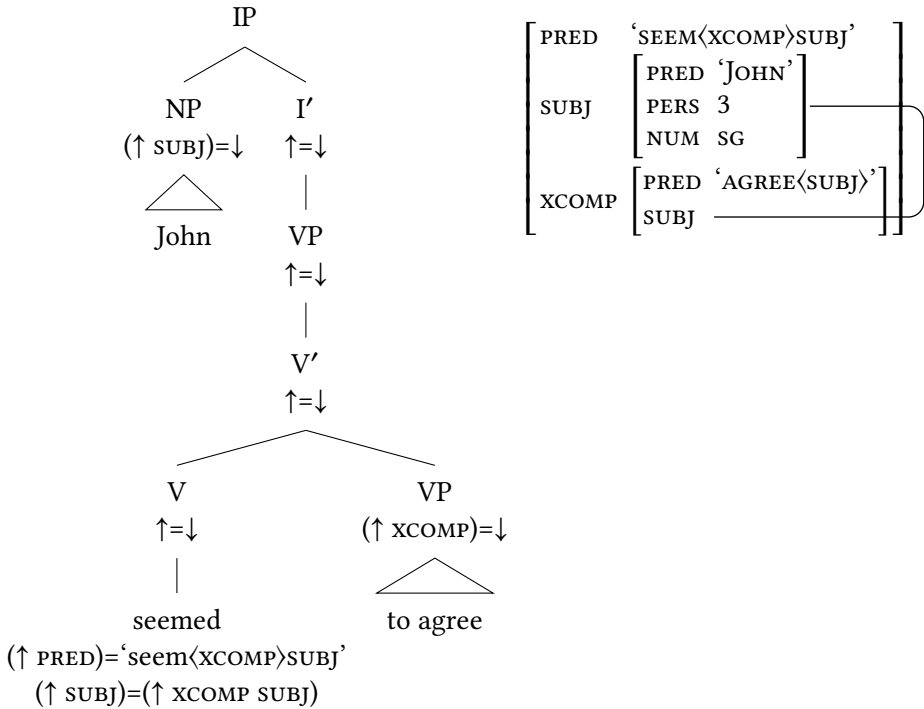 IP
NP I′
(↑ SUBJ)=↓ ↑=↓
John VP
↑=↓
V′
↑=↓
V VP
↑=↓ (↑ XCOMP)=↓
seemed to agree
(↑ PRED)=‘seem⟨XCOMP⟩SUBJ’
(↑ SUBJ)=(↑ XCOMP SUBJ)
PRED ‘SEEM⟨XCOMP⟩SUBJ’
SUBJ
PRED ‘JOHN’
PERS 3
NUM SG
XCOMP
PRED ‘AGREE⟨SUBJ⟩’
SUBJ